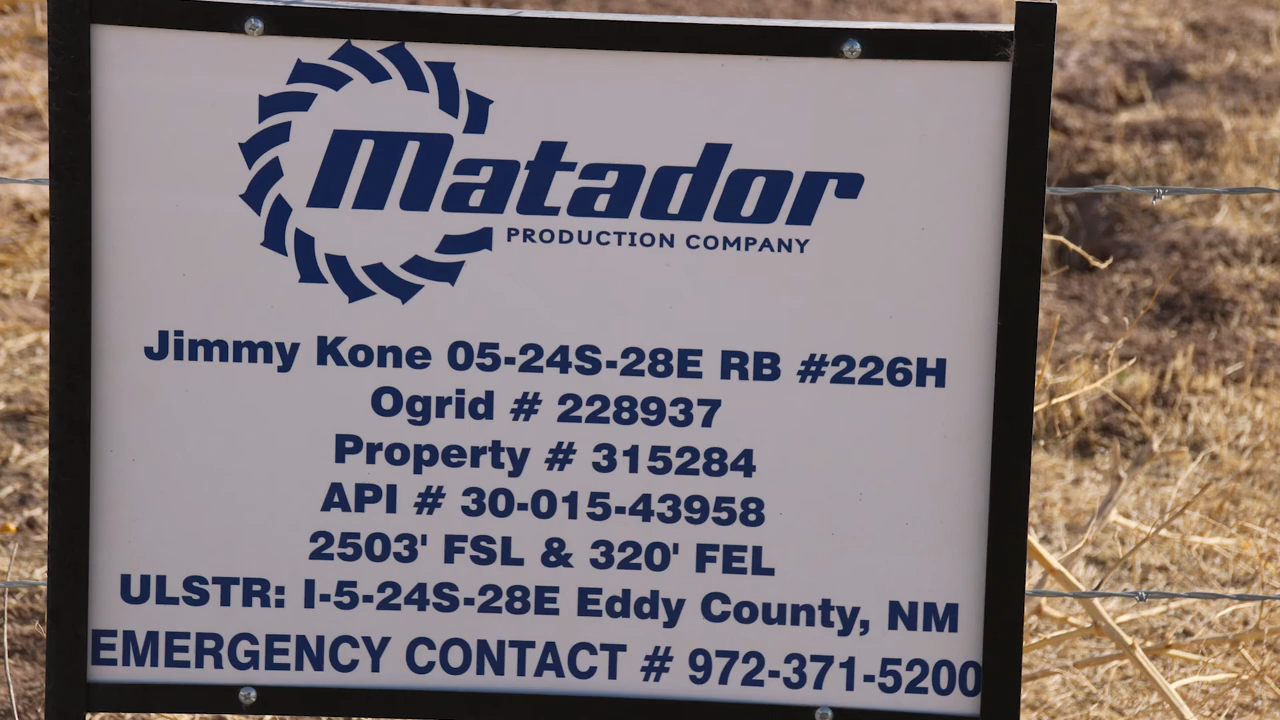 Matador
PRODUCTION COMPANY
Jimmy Kone 05-24S-28E RB #226H
Ogrid # 228937
Property # 315284
API # 30-015-43958
2503' FSL & 320' FEL
ULSTR: I-5-24S-28E Eddy County, NM
EMERGENCY CONTACT # 972-371-5200